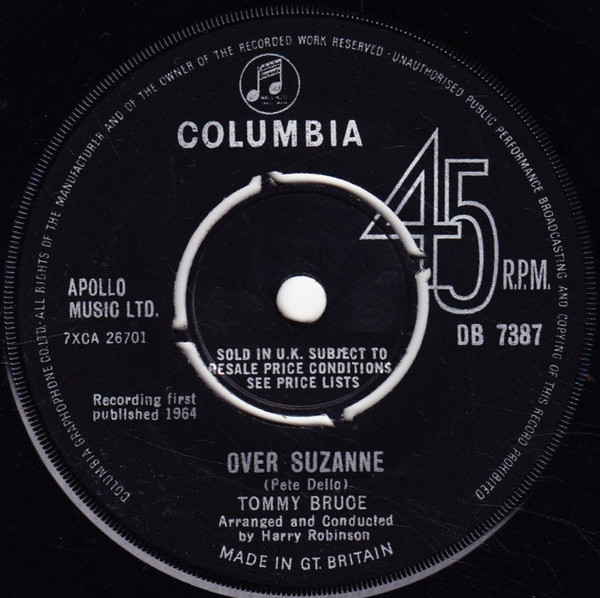 COLUMBIA GRAPHOPHONE CO. LTD.·ALL RIGHTS OF THE MANUFACTURER AND OF THE OWNER OF THE RECORDED WORK RESERVED·UNAUTHORISED PUBLIC PERFORMANCE BROADCASTING AND COPYING OF THIS RECORD PROHIBITED
COLUMBIA
45
R.P.M.
APOLLO
MUSIC LTD.
7XCA 26701
DB 7387
SOLD IN U.K. SUBJECT TO
RESALE PRICE CONDITIONS
SEE PRICE LISTS
Recording first
published 1964
OVER SUZANNE
(Pete Dello)
TOMMY BRUCE
Arranged and Conducted
by Harry Robinson
MADE IN GT. BRITAIN